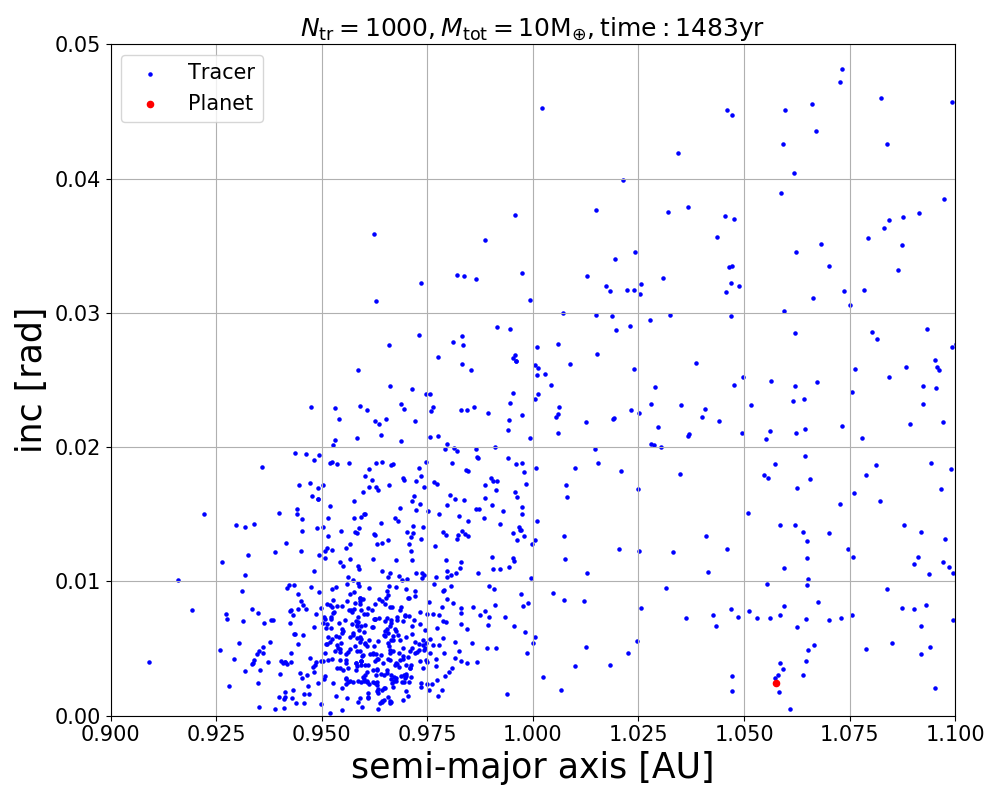 N_tr = 1000, M_tot = 10M_⊕, time : 1483yr
Tracer
Planet
0.05
0.04
0.03
0.02
0.01
0.00
inc [rad]
0.900 0.925 0.950 0.975 1.000 1.025 1.050 1.075 1.100
semi-major axis [AU]